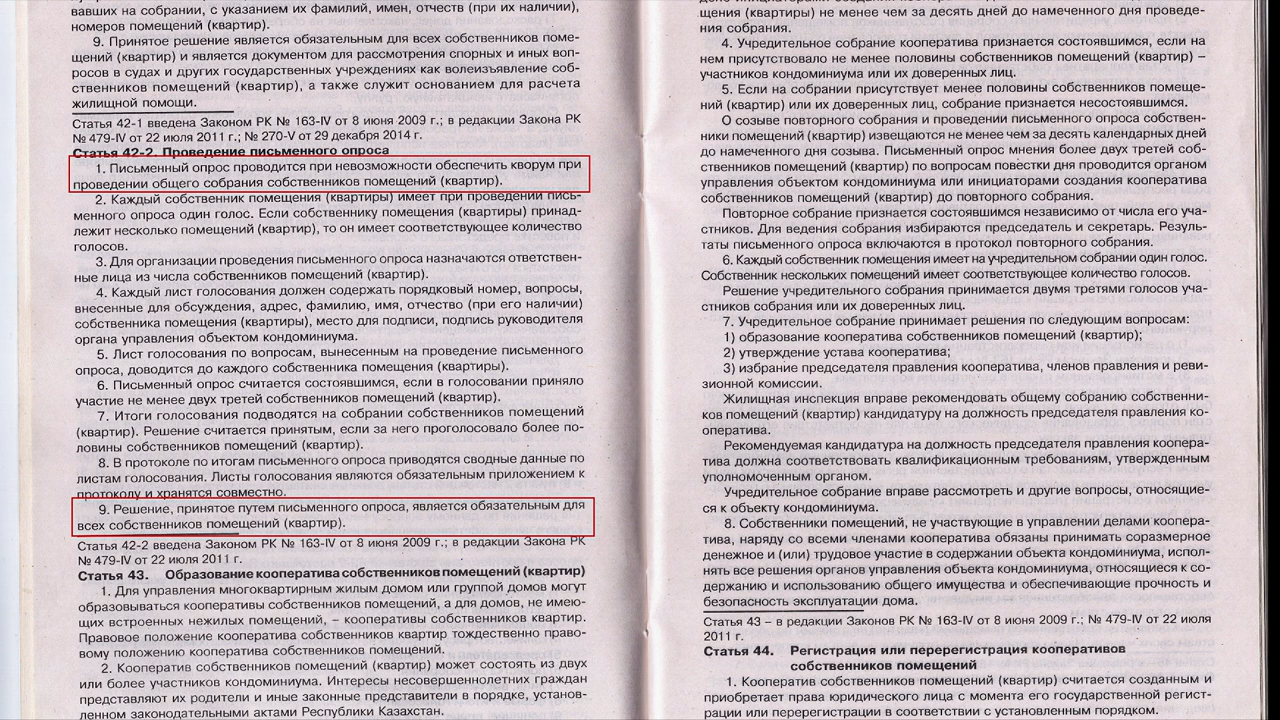 вавших на собрании, с указанием их фамилий, имен, отчеств (при их наличии),
номеров помещений (квартир).
9. Принятое решение является обязательным для всех собственников поме-
щений (квартир) и является документом для рассмотрения спорных и иных воп-
росов в судах и других государственных учреждениях как волеизъявление соб-
ственников помещений (квартир), а также служит основанием для расчета
жилищной помощи.
Статья 42-1 введена Законом РК № 163-IV от 8 июня 2009 г.; в редакции Закона РК
№ 479-IV от 22 июля 2011 г.; № 270-V от 29 декабря 2014 г.
Статья 42-2. Проведение письменного опроса
1. Письменный опрос проводится при невозможности обеспечить кворум при
проведении общего собрания собственников помещений (квартир).
2. Каждый собственник помещения (квартиры) имеет при проведении пись-
менного опроса один голос. Если собственнику помещения (квартиры) принад-
лежит несколько помещений (квартир), то он имеет соответствующее количество
голосов.
3. Для организации проведения письменного опроса назначаются ответствен-
ные лица из числа собственников помещений (квартир).
4. Каждый лист голосования должен содержать порядковый номер, вопросы,
внесенные для обсуждения, адрес, фамилию, имя, отчество (при его наличии)
собственника помещения (квартиры), место для подписи, подпись руководителя
органа управления объектом кондоминиума.
5. Лист голосования по вопросам, вынесенным на проведение письменного
опроса, доводится до каждого собственника помещения (квартиры).
6. Письменный опрос считается состоявшимся, если в голосовании приняло
участие не менее двух третей собственников помещений (квартир).
7. Итоги голосования подводятся на собрании собственников помещений
(квартир). Решение считается принятым, если за него проголосовало более по-
ловины собственников помещений (квартир).
8. В протоколе по итогам письменного опроса приводятся сводные данные по
листам голосования. Листы голосования являются обязательным приложением к
протоколу и хранятся совместно.
9. Решение, принятое путем письменного опроса, является обязательным для
всех собственников помещений (квартир).
Статья 42-2 введена Законом РК № 163-IV от 8 июня 2009 г.; в редакции Закона РК
№ 479-IV от 22 июля 2011 г.
Статья 43. Образование кооператива собственников помещений (квартир)
1. Для управления многоквартирным жилым домом или группой домов могут
образовываться кооперативы собственников помещений, а для домов, не имею-
щих встроенных нежилых помещений, – кооперативы собственников квартир.
Правовое положение кооператива собственников квартир тождественно право-
вому положению кооператива собственников помещений.
2. Кооператив собственников помещений (квартир) может состоять из двух
или более участников кондоминиума. Интересы несовершеннолетних граждан
представляют их родители и иные законные представители в порядке, установ-
ленном законодательными актами Республики Казахстан.
щения (квартиры) не менее чем за десять дней до намеченного дня проведе-
ния собрания.
4. Учредительное собрание кооператива признается состоявшимся, если на
нем присутствовало не менее половины собственников помещений (квартир) –
участников кондоминиума или их доверенных лиц.
5. Если на собрании присутствует менее половины собственников помеще-
ний (квартир) или их доверенных лиц, собрание признается несостоявшимся.
О созыве повторного собрания и проведении письменного опроса собствен-
ники помещений (квартир) извещаются не менее чем за десять календарных дней
до намеченного дня созыва. Письменный опрос мнения более двух третей соб-
ственников помещений (квартир) по вопросам повестки дня проводится органом
управления объектом кондоминиума или инициаторами создания кооператива
собственников помещений (квартир) до повторного собрания.
Повторное собрание признается состоявшимся независимо от числа его уча-
стников. Для ведения собрания избираются председатель и секретарь. Резуль-
таты письменного опроса включаются в протокол повторного собрания.
6. Каждый собственник помещения имеет на учредительном собрании один голос.
Собственник нескольких помещений имеет соответствующее количество голосов.
Решение учредительного собрания принимается двумя третями голосов уча-
стников собрания или их доверенных лиц.
7. Учредительное собрание принимает решения по следующим вопросам:
1) образование кооператива собственников помещений (квартир);
2) утверждение устава кооператива;
3) избрание председателя правления кооператива, членов правления и реви-
зионной комиссии.
Жилищная инспекция вправе рекомендовать общему собранию собственни-
ков помещений (квартир) кандидатуру на должность председателя правления ко-
оператива.
Рекомендуемая кандидатура на должность председателя правления коопера-
тива должна соответствовать квалификационным требованиям, утвержденным
уполномоченным органом.
Учредительное собрание вправе рассмотреть и другие вопросы, относящие-
ся к объекту кондоминиума.
8. Собственники помещений, не участвующие в управлении делами коопера-
тива, наряду со всеми членами кооператива обязаны принимать соразмерное
денежное и (или) трудовое участие в содержании объекта кондоминиума, испол-
нять все решения органов управления объекта кондоминиума, относящиеся к со-
держанию и использованию общего имущества и обеспечивающие прочность и
безопасность эксплуатации дома.
Статья 43 – в редакции Закона РК № 163-IV от 8 июня 2009 г.; № 479-IV от 22 июля
2011 г.
Статья 44. Регистрация или перерегистрация кооперативов
собственников помещений
1. Кооператив собственников помещений (квартир) считается созданным и
приобретает права юридического лица с момента его государственной регист-
рации или перерегистрации в соответствии с установленным порядком.